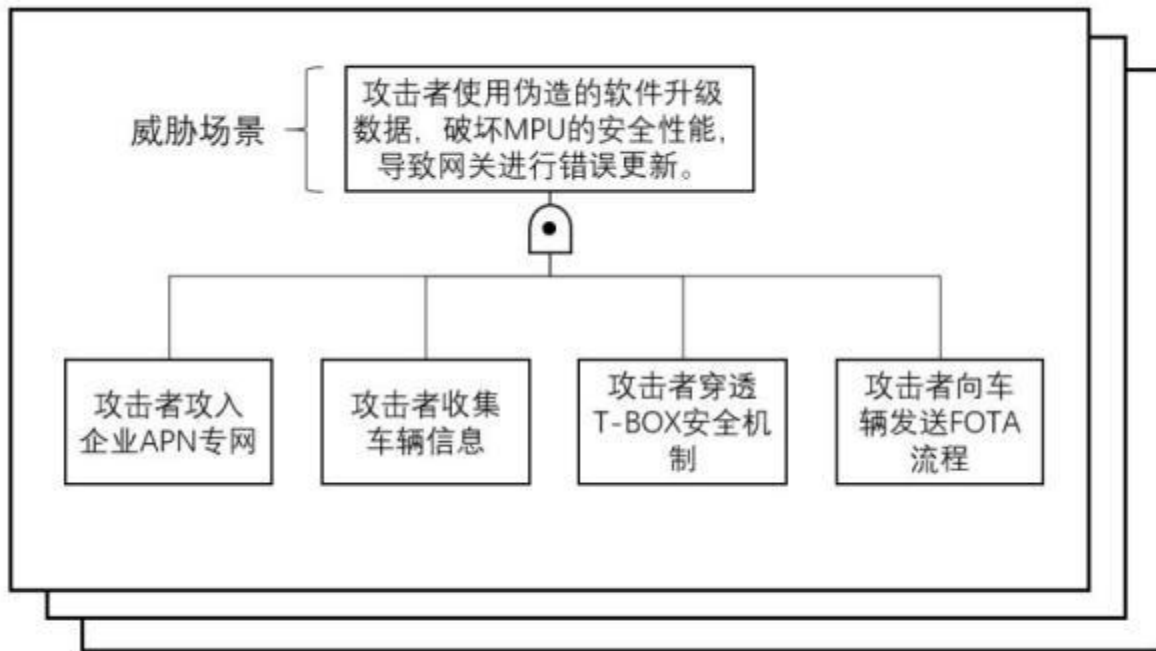 攻击者使用伪造的软件升级
威胁场景
数据，破坏MPU的安全性能，
导致网关进行错误更新。
攻击者攻入
企业APN专网
攻击者收集
车辆信息
攻击者穿透
T-BOX安全机
制
攻击者向车
辆发送FOTA
流程